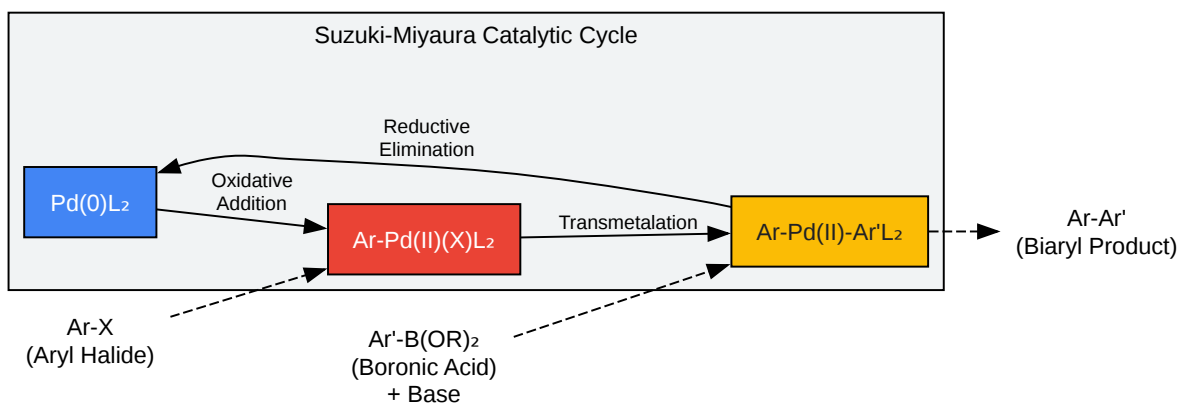 Suzuki-Miyaura Catalytic Cycle
Reductive
Elimination
Oxidative
Addition
Pd(0)L₂
Ar-Pd(II)(X)L₂
Transmetalation
Ar-Pd(II)-Ar'L₂
Ar-Ar'
(Biaryl Product)
Ar-X
(Aryl Halide)
Ar'-B(OR)₂
(Boronic Acid)
+ Base